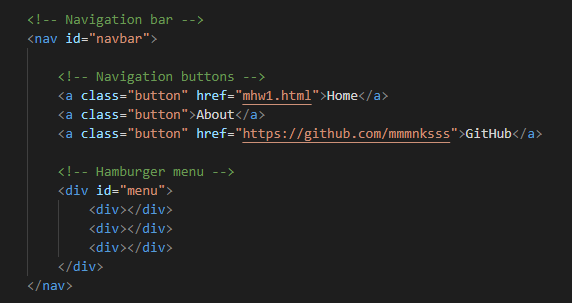 <!-- Navigation bar -->
<nav id="navbar">
<!-- Navigation buttons -->
<a class="button" href="mhw1.html">Home</a>
<a class="button">About</a>
<a class="button" href="https://github.com/mmmnksss">GitHub</a>
<!-- Hamburger menu -->
<div id="menu">
<div></div>
<div></div>
<div></div>
</div>
</nav>